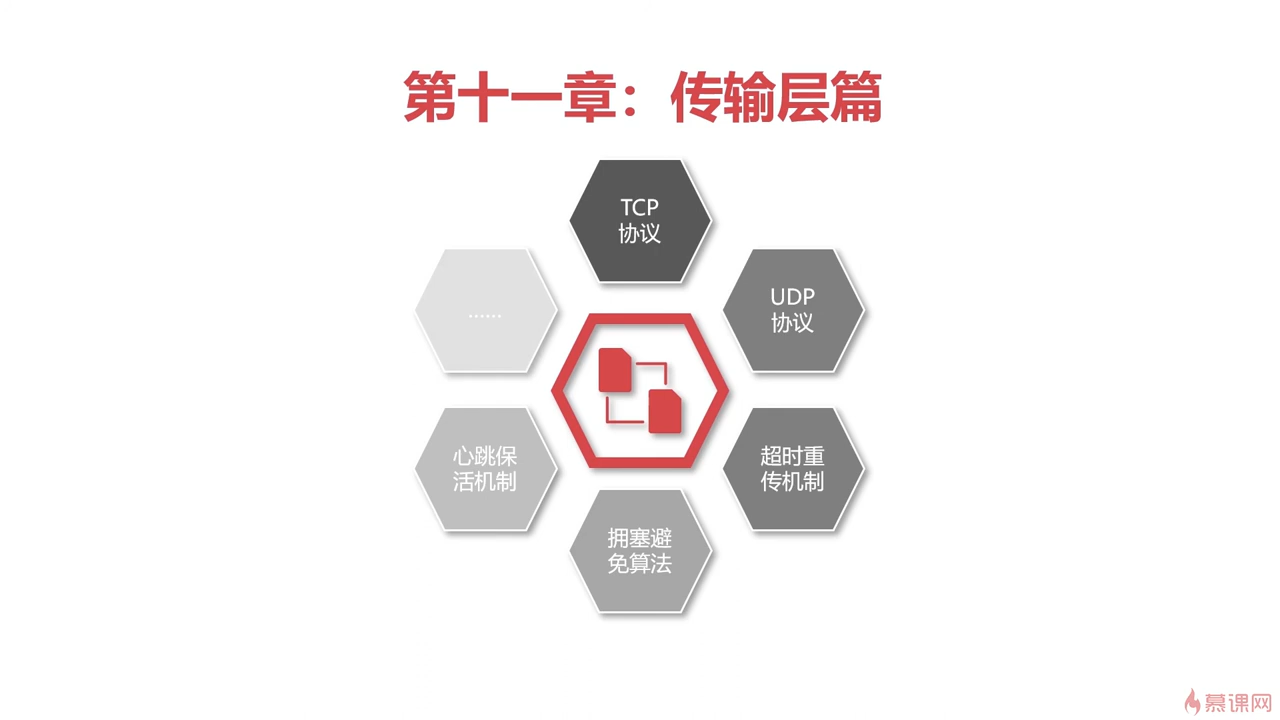 第十一章：传输层篇
TCP
协议
UDP
协议
超时重
传机制
拥塞避
免算法
心跳保
活机制
……
慕课网